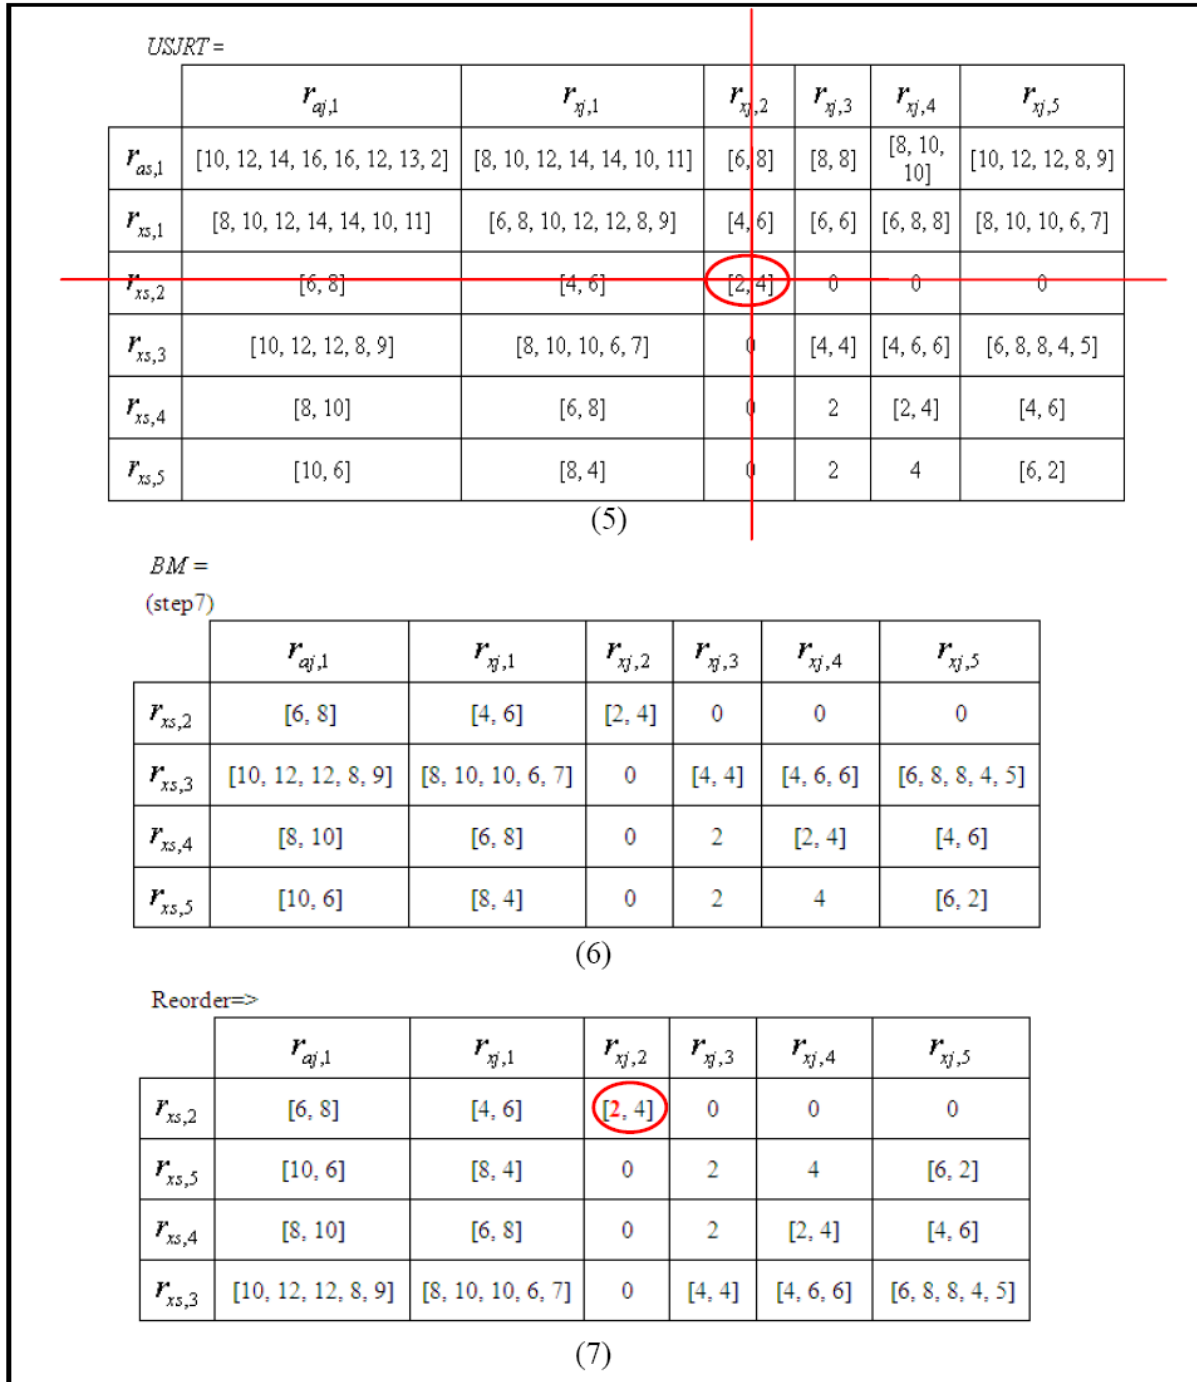 USJRT =
r_aj,1 r_xj,1 r_xj,2 r_xj,3 r_xj,4 r_xj,5
r_as,1 [10, 12, 14, 16, 16, 12, 13, 2] [8, 10, 12, 14, 14, 10, 11] [6, 8] [8, 8] [8, 10, 10] [10, 12, 12, 8, 9]
r_xs,1 [8, 10, 12, 14, 14, 10, 11] [6, 8, 10, 12, 12, 8, 9] [4, 6] [6, 6] [6, 8, 8] [8, 10, 10, 6, 7]
r_xs,2 [6, 8] [4, 6] [2, 4] 0 0 0
r_xs,3 [10, 12, 12, 8, 9] [8, 10, 10, 6, 7] 0 [4, 4] [4, 6, 6] [6, 8, 8, 4, 5]
r_xs,4 [8, 10] [6, 8] 0 2 [2, 4] [4, 6]
r_xs,5 [10, 6] [8, 4] 0 2 4 [6, 2]
(5)
BM =
(step7)
r_aj,1 r_xj,1 r_xj,2 r_xj,3 r_xj,4 r_xj,5
r_xs,2 [6, 8] [4, 6] [2, 4] 0 0 0
r_xs,3 [10, 12, 12, 8, 9] [8, 10, 10, 6, 7] 0 [4, 4] [4, 6, 6] [6, 8, 8, 4, 5]
r_xs,4 [8, 10] [6, 8] 0 2 [2, 4] [4, 6]
r_xs,5 [10, 6] [8, 4] 0 2 4 [6, 2]
(6)
Reorder=>
r_aj,1 r_xj,1 r_xj,2 r_xj,3 r_xj,4 r_xj,5
r_xs,2 [6, 8] [4, 6] [2, 4] 0 0 0
r_xs,5 [10, 6] [8, 4] 0 2 4 [6, 2]
r_xs,4 [8, 10] [6, 8] 0 2 [2, 4] [4, 6]
r_xs,3 [10, 12, 12, 8, 9] [8, 10, 10, 6, 7] 0 [4, 4] [4, 6, 6] [6, 8, 8, 4, 5]
(7)